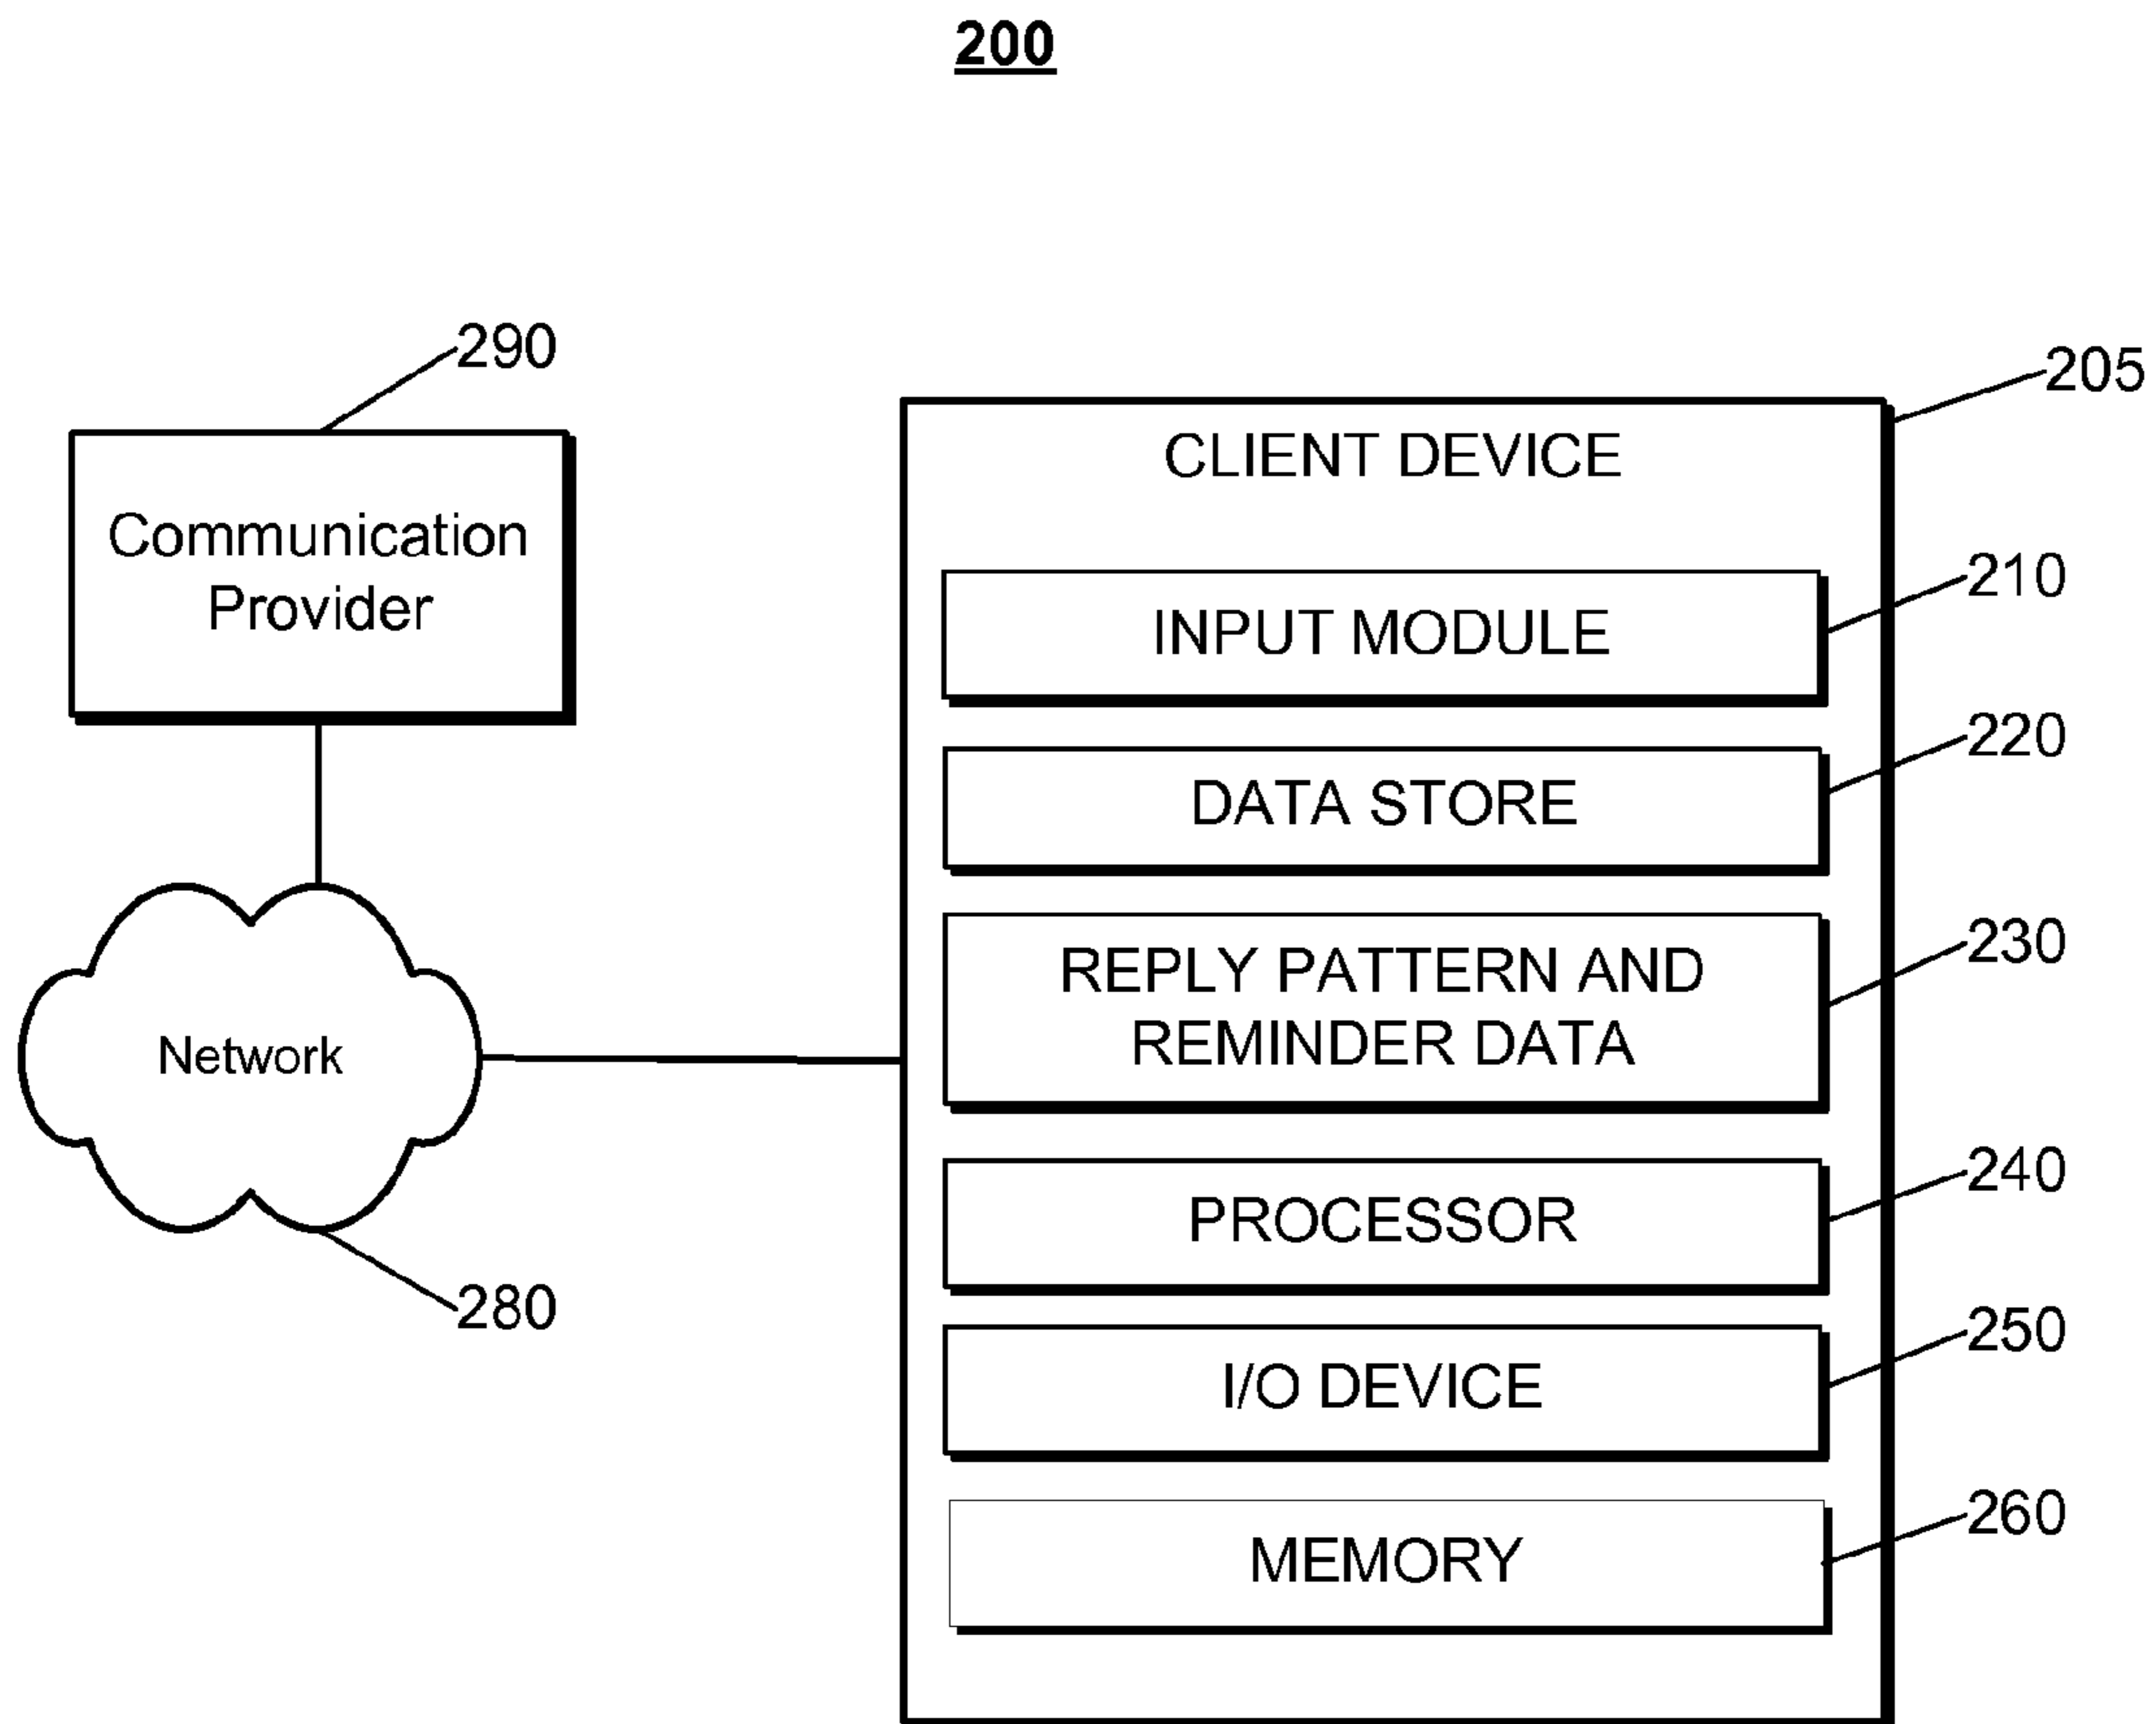 200
290
Communication
Provider
Network
280
205
CLIENT DEVICE
210
INPUT MODULE
220
DATA STORE
230
REPLY PATTERN AND
REMINDER DATA
240
PROCESSOR
250
I/O DEVICE
260
MEMORY